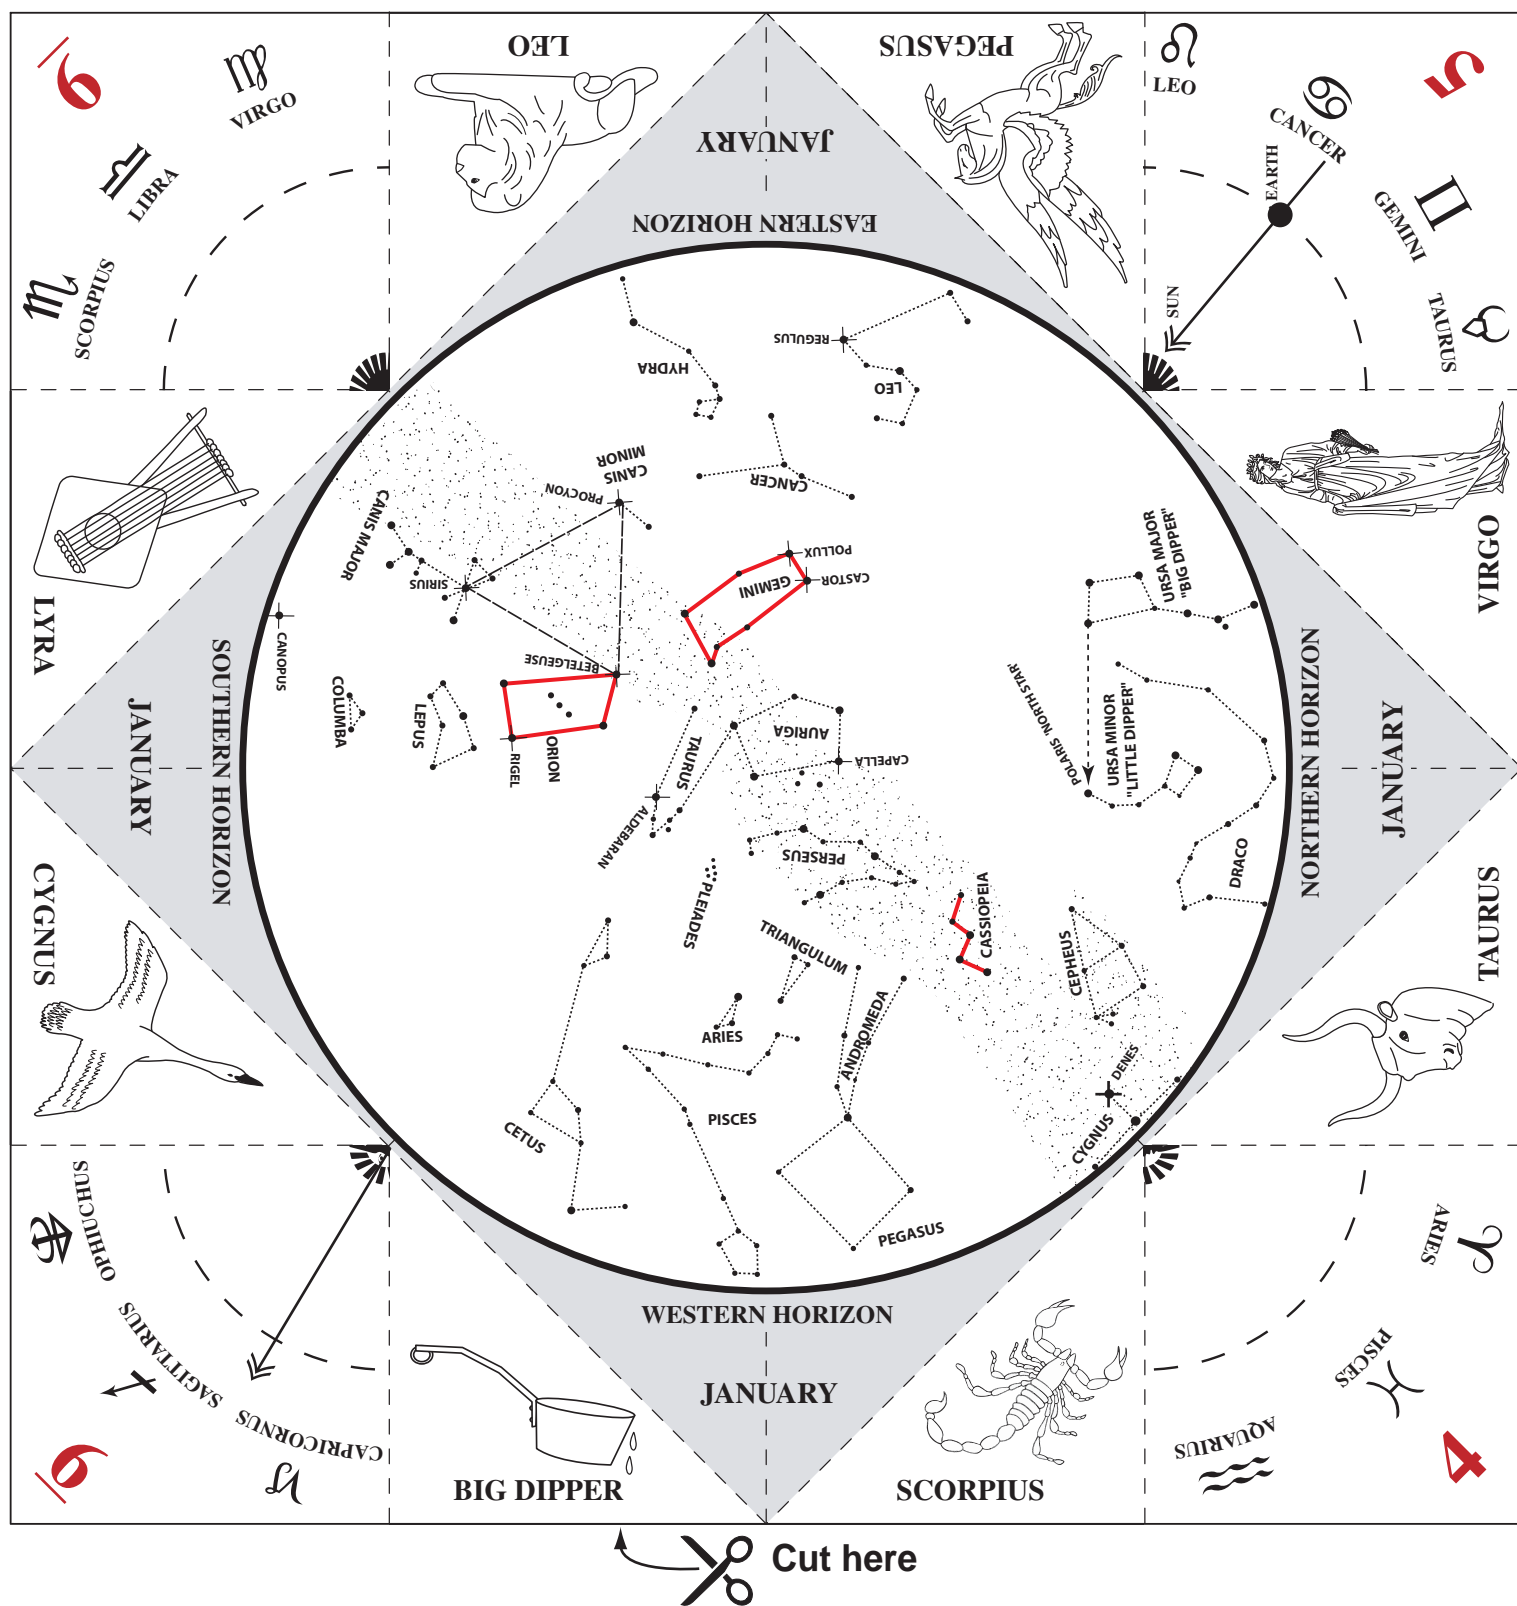 6
VIRGO
LIBRA
SCORPIUS
LEO
PEGASUS
JANUARY
EASTERN HORIZON
LEO
CANCER
EARTH
GEMINI
SUN
TAURUS
5
LYRA
JANUARY
SOUTHERN HORIZON
CYGNUS
HYDRA
REGULUS
LEO
CANIS
MINOR
PROCYON
CANCER
CANIS MAJOR
SIRIUS
POLLUX
CASTOR
GEMINI
URSA MAJOR
"BIG DIPPER"
CANOPUS
COLUMBA
LEPUS
BETELGEUSE
RIGEL
ORION
TAURUS
AURIGA
CAPELLA
POLARIS 'NORTH STAR'
URSA MINOR
"LITTLE DIPPER"
ALDEBARAN
PERSEUS
DRACO
PLEIADES
TRIANGULUM
CASSIOPEIA
CEPHEUS
ARIES
ANDROMEDA
DENES
CETUS
PISCES
CYGNUS
PEGASUS
VIRGO
NORTHERN HORIZON
JANUARY
TAURUS
OPHIUCHUS
SAGITTARIUS
CAPRICORNUS
9
WESTERN HORIZON
JANUARY
BIG DIPPER
SCORPIUS
ARIES
PISCES
AQUARIUS
4
Cut here